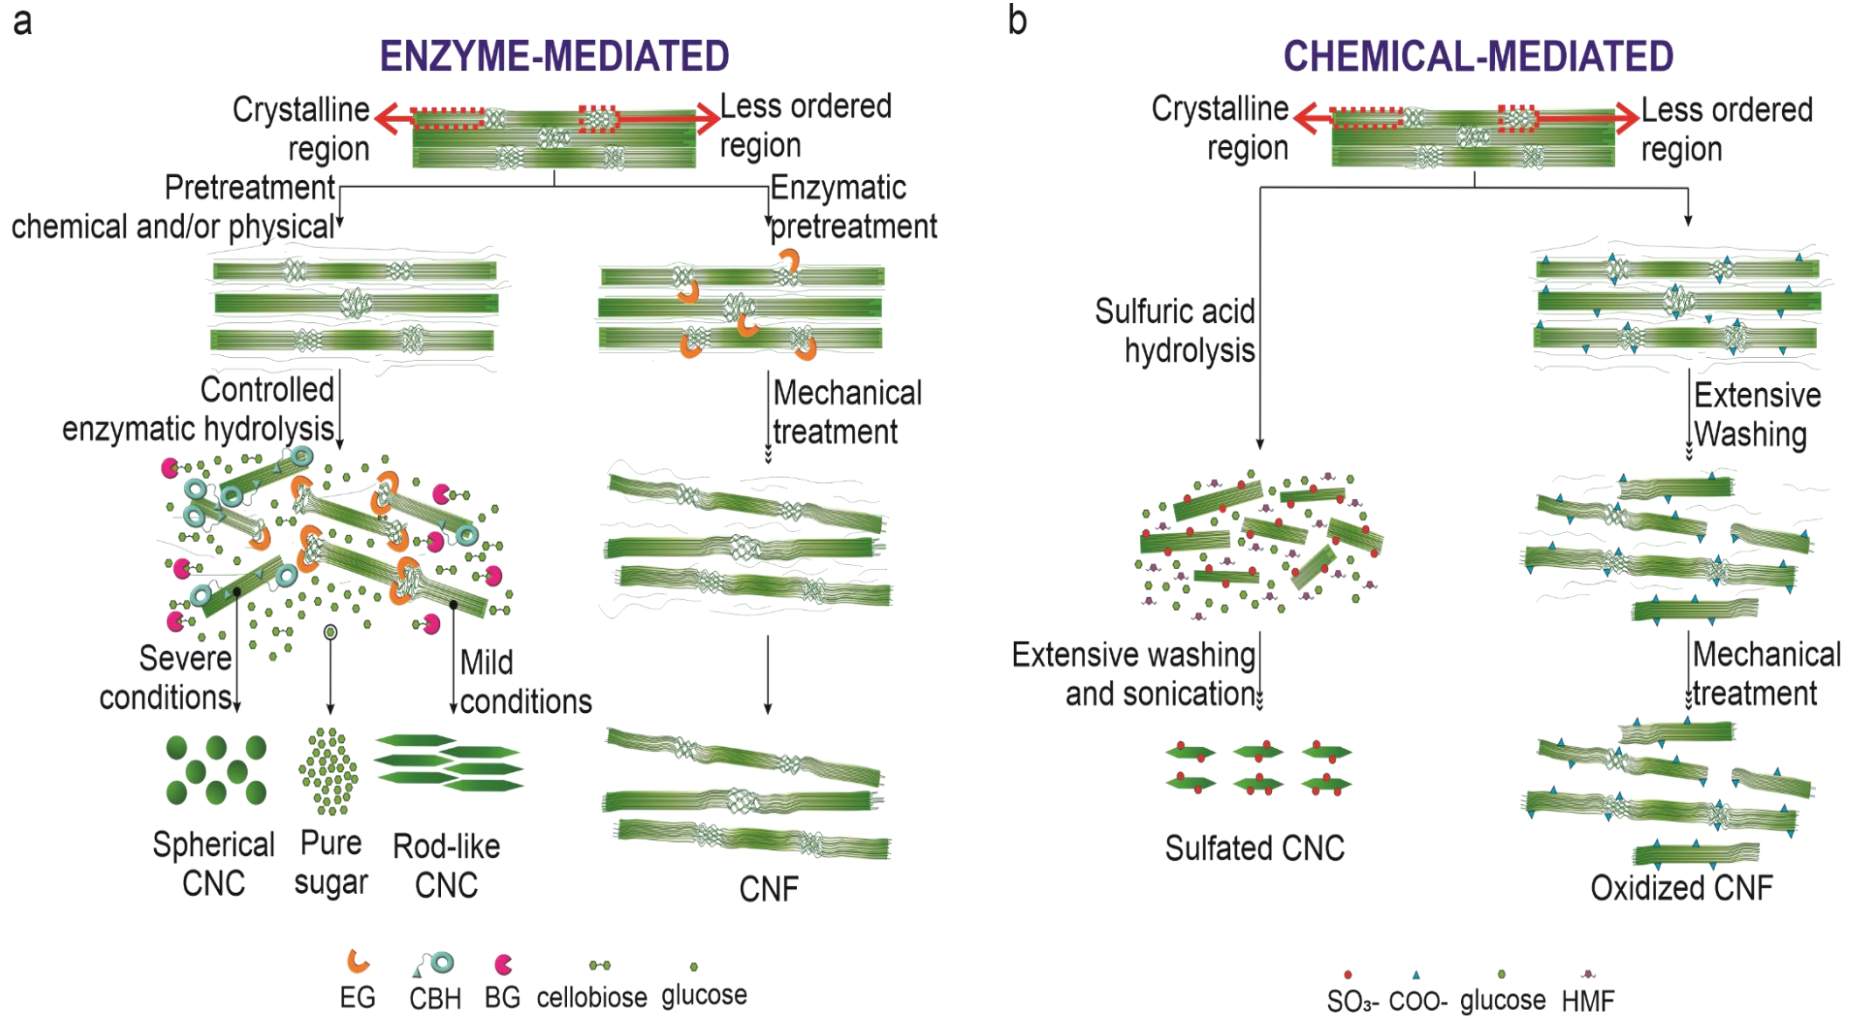 a
ENZYME-MEDIATED
Crystalline
region
Less ordered
region
Pretreatment
chemical and/or physical
Enzymatic
pretreatment
Controlled
enzymatic hydrolysis
Mechanical
treatment
Severe
conditions
Mild
conditions
Spherical
CNC
Pure
sugar
Rod-like
CNC
CNF
EG
CBH
BG
cellobiose
glucose
b
CHEMICAL-MEDIATED
Crystalline
region
Less ordered
region
Sulfuric acid
hydrolysis
Extensive
Washing
Extensive washing
and sonication
Mechanical
treatment
Sulfated CNC
Oxidized CNF
SO₃-
COO-
glucose
HMF